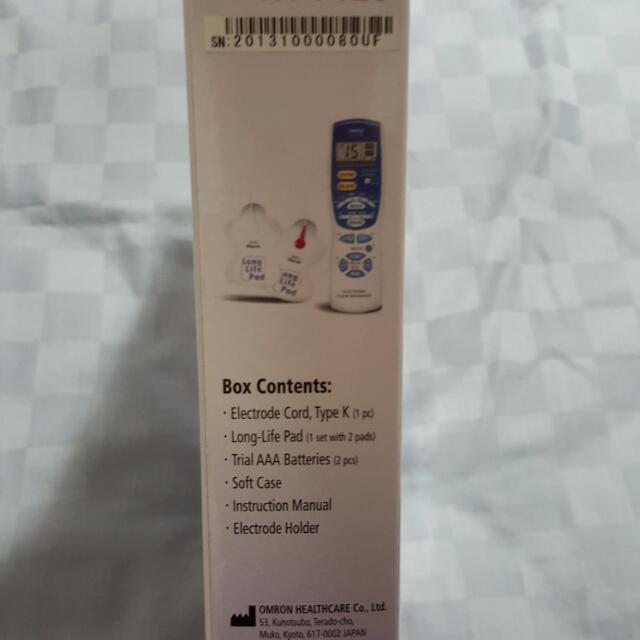 SN:20131000080UF
15
Long
Life
Pad
Long
Life
Pad
Box Contents:
· Electrode Cord, Type K (1 pc)
· Long-Life Pad (1 set with 2 pads)
· Trial AAA Batteries (2 pcs)
· Soft Case
· Instruction Manual
· Electrode Holder
OMRON HEALTHCARE Co., Ltd.
53, Kunotsubo, Terado-cho,
Muko, Kyoto, 617-0002 JAPAN